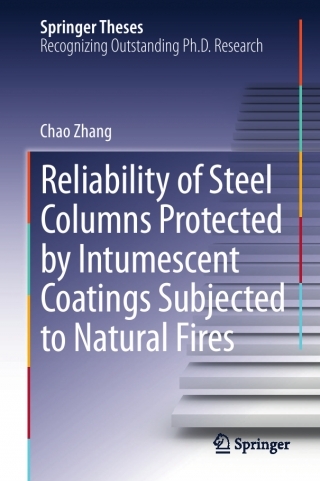 Springer Theses
Recognizing Outstanding Ph.D. Research
Chao Zhang
Reliability of Steel
Columns Protected
by Intumescent
Coatings Subjected
to Natural Fires
Springer